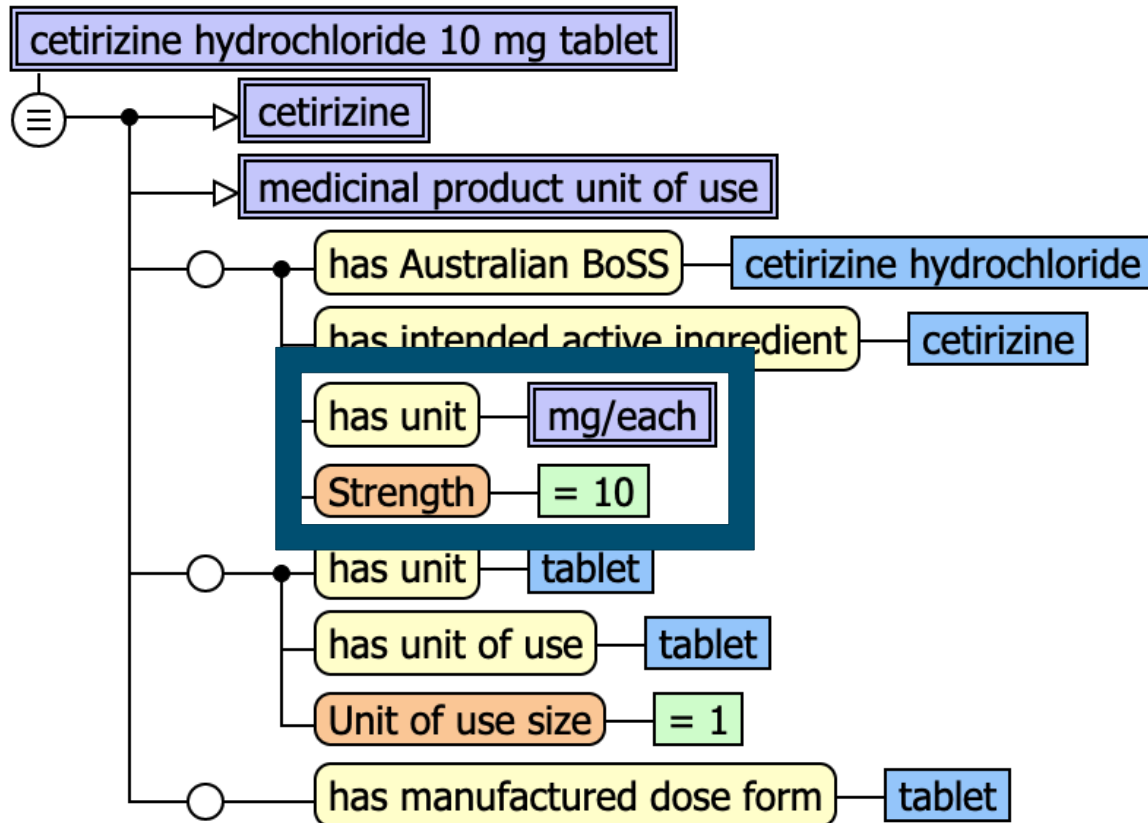 cetirizine hydrochloride 10 mg tablet
cetirizine
medicinal product unit of use
has Australian BoSS cetirizine hydrochloride
has intended active ingredient cetirizine
has unit mg/each
Strength = 10
has unit tablet
has unit of use tablet
Unit of use size = 1
has manufactured dose form tablet